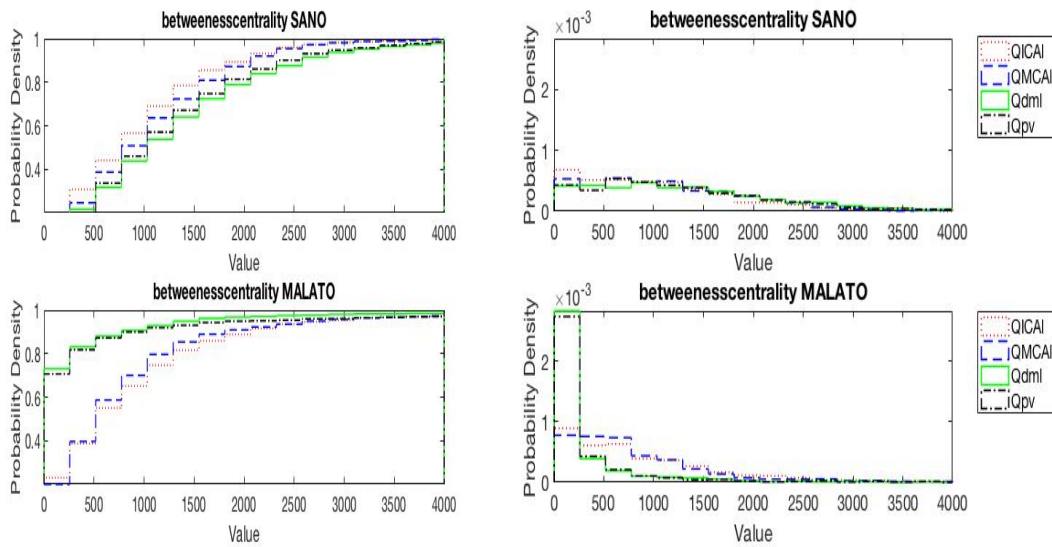 betweenesscentrality SANO
Probability Density
1
0.8
0.6
0.4
0 500 1000 1500 2000 2500 3000 3500 4000
Value
betweenesscentrality SANO
×10-3
Probability Density
2
1
0
0 500 1000 1500 2000 2500 3000 3500 4000
Value
QICAI
QMCAI
Qdml
Qpv
betweenesscentrality MALATO
Probability Density
1
0.8
0.6
0.4
0 500 1000 1500 2000 2500 3000 3500 4000
Value
betweenesscentrality MALATO
×10-3
Probability Density
2
1
0
0 500 1000 1500 2000 2500 3000 3500 4000
Value
QICAI
QMCAI
Qdml
Qpv